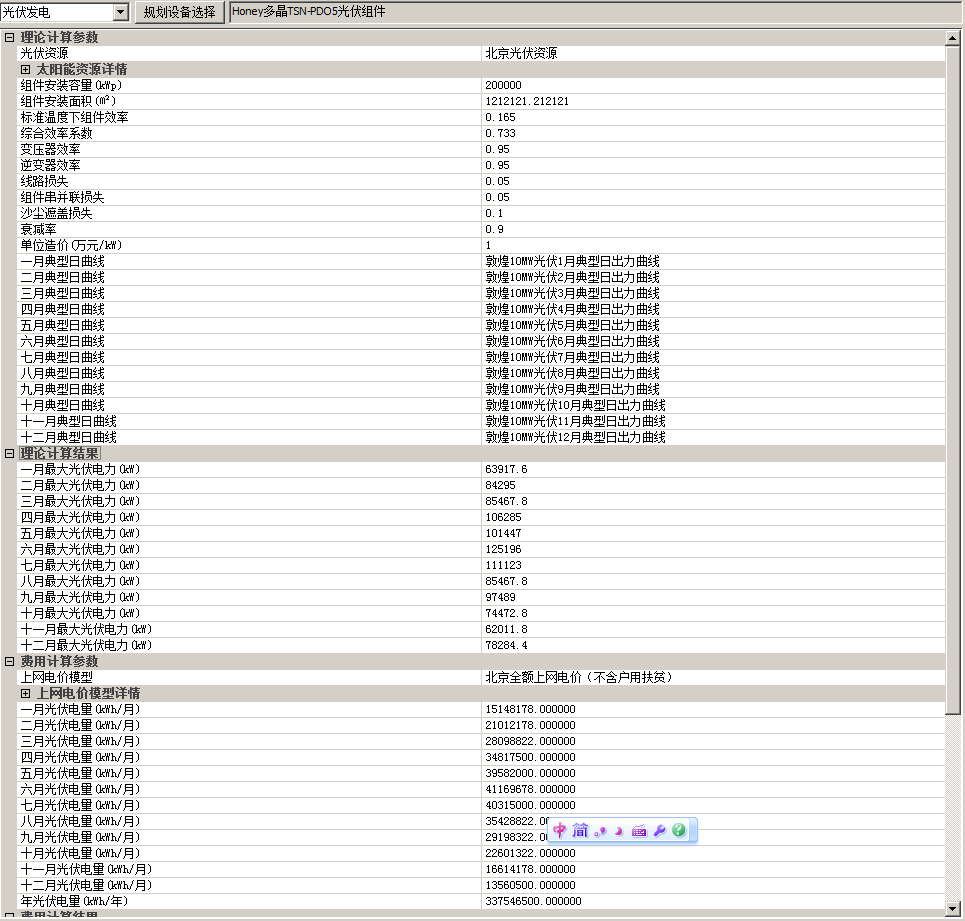 光伏发电 规划设备选择 Honey多晶TSN-PDO5光伏组件
理论计算参数
光伏资源 北京光伏资源
太阳能资源详情
组件安装容量(kWp) 200000
组件安装面积(m²) 1212121.212121
标准温度下组件效率 0.165
综合效率系数 0.733
变压器效率 0.95
逆变器效率 0.95
线路损失 0.05
组件串并联损失 0.05
沙尘遮盖损失 0.1
衰减率 0.9
单位造价(万元/kW) 1
一月典型日曲线 敦煌10MW光伏1月典型日出力曲线
二月典型日曲线 敦煌10MW光伏2月典型日出力曲线
三月典型日曲线 敦煌10MW光伏3月典型日出力曲线
四月典型日曲线 敦煌10MW光伏4月典型日出力曲线
五月典型日曲线 敦煌10MW光伏5月典型日出力曲线
六月典型日曲线 敦煌10MW光伏6月典型日出力曲线
七月典型日曲线 敦煌10MW光伏7月典型日出力曲线
八月典型日曲线 敦煌10MW光伏8月典型日出力曲线
九月典型日曲线 敦煌10MW光伏9月典型日出力曲线
十月典型日曲线 敦煌10MW光伏10月典型日出力曲线
十一月典型日曲线 敦煌10MW光伏11月典型日出力曲线
十二月典型日曲线 敦煌10MW光伏12月典型日出力曲线
理论计算结果
一月最大光伏电力(kW) 63917.6
二月最大光伏电力(kW) 84295
三月最大光伏电力(kW) 85467.8
四月最大光伏电力(kW) 106285
五月最大光伏电力(kW) 101447
六月最大光伏电力(kW) 125196
七月最大光伏电力(kW) 111123
八月最大光伏电力(kW) 85467.8
九月最大光伏电力(kW) 97489
十月最大光伏电力(kW) 74472.8
十一月最大光伏电力(kW) 62011.8
十二月最大光伏电力(kW) 78284.4
费用计算参数
上网电价模型 北京全额上网电价（不含户用扶贫）
上网电价模型详情
一月光伏电量(kWh/月) 15148178.000000
二月光伏电量(kWh/月) 21012178.000000
三月光伏电量(kWh/月) 28098822.000000
四月光伏电量(kWh/月) 34817500.000000
五月光伏电量(kWh/月) 39582000.000000
六月光伏电量(kWh/月) 41169678.000000
七月光伏电量(kWh/月) 40315000.000000
八月光伏电量(kWh/月) 35428822.0
中 简
九月光伏电量(kWh/月) 29198322.0
十月光伏电量(kWh/月) 22601322.000000
十一月光伏电量(kWh/月) 16614178.000000
十二月光伏电量(kWh/月) 13560500.000000
年光伏电量(kWh/年) 337546500.000000
费用计算结果